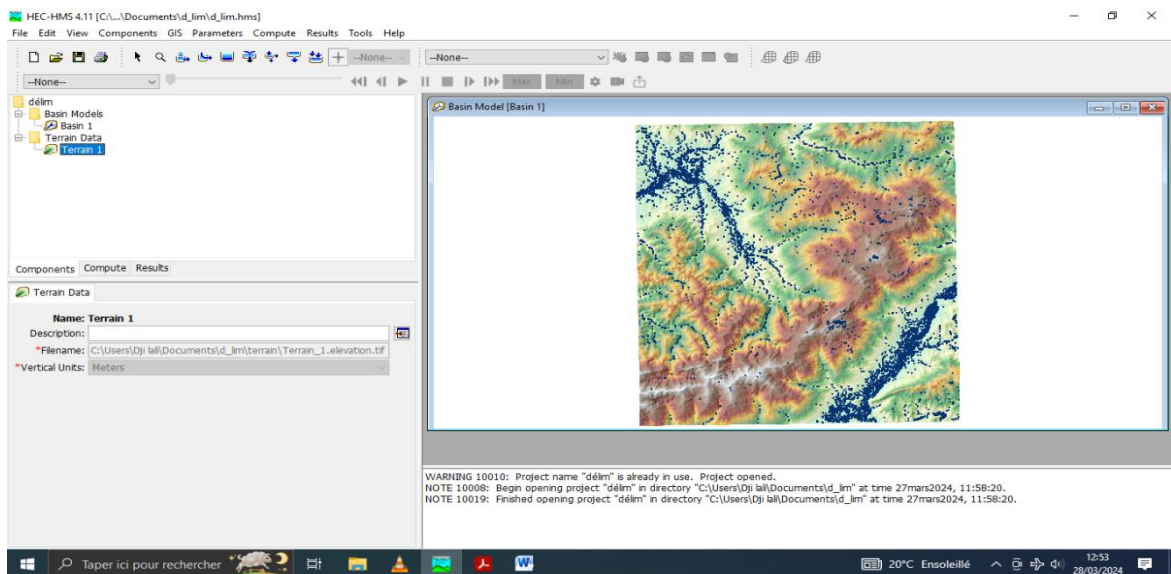 HEC-HMS 4.11 [C:\...\Documents\d_lim\d_lim.hms]
File Edit View Components GIS Parameters Compute Results Tools Help
--None-- --None--
--None-- Max Min
délim
Basin Models
Basin 1
Terrain Data
Terrain 1
Components Compute Results
Terrain Data
Name: Terrain 1
Description:
*Filename: C:\Users\Dji lali\Documents\d_lim\terrain\Terrain_1.elevation.tif
*Vertical Units: Meters
Basin Model [Basin 1]
WARNING 10010: Project name "délim" is already in use. Project opened.
NOTE 10008: Begin opening project "délim" in directory "C:\Users\Dji lali\Documents\d_lim" at time 27mars2024, 11:58:20.
NOTE 10019: Finished opening project "délim" in directory "C:\Users\Dji lali\Documents\d_lim" at time 27mars2024, 11:58:20.
Taper ici pour rechercher
20°C Ensoleillé
12:53
28/03/2024